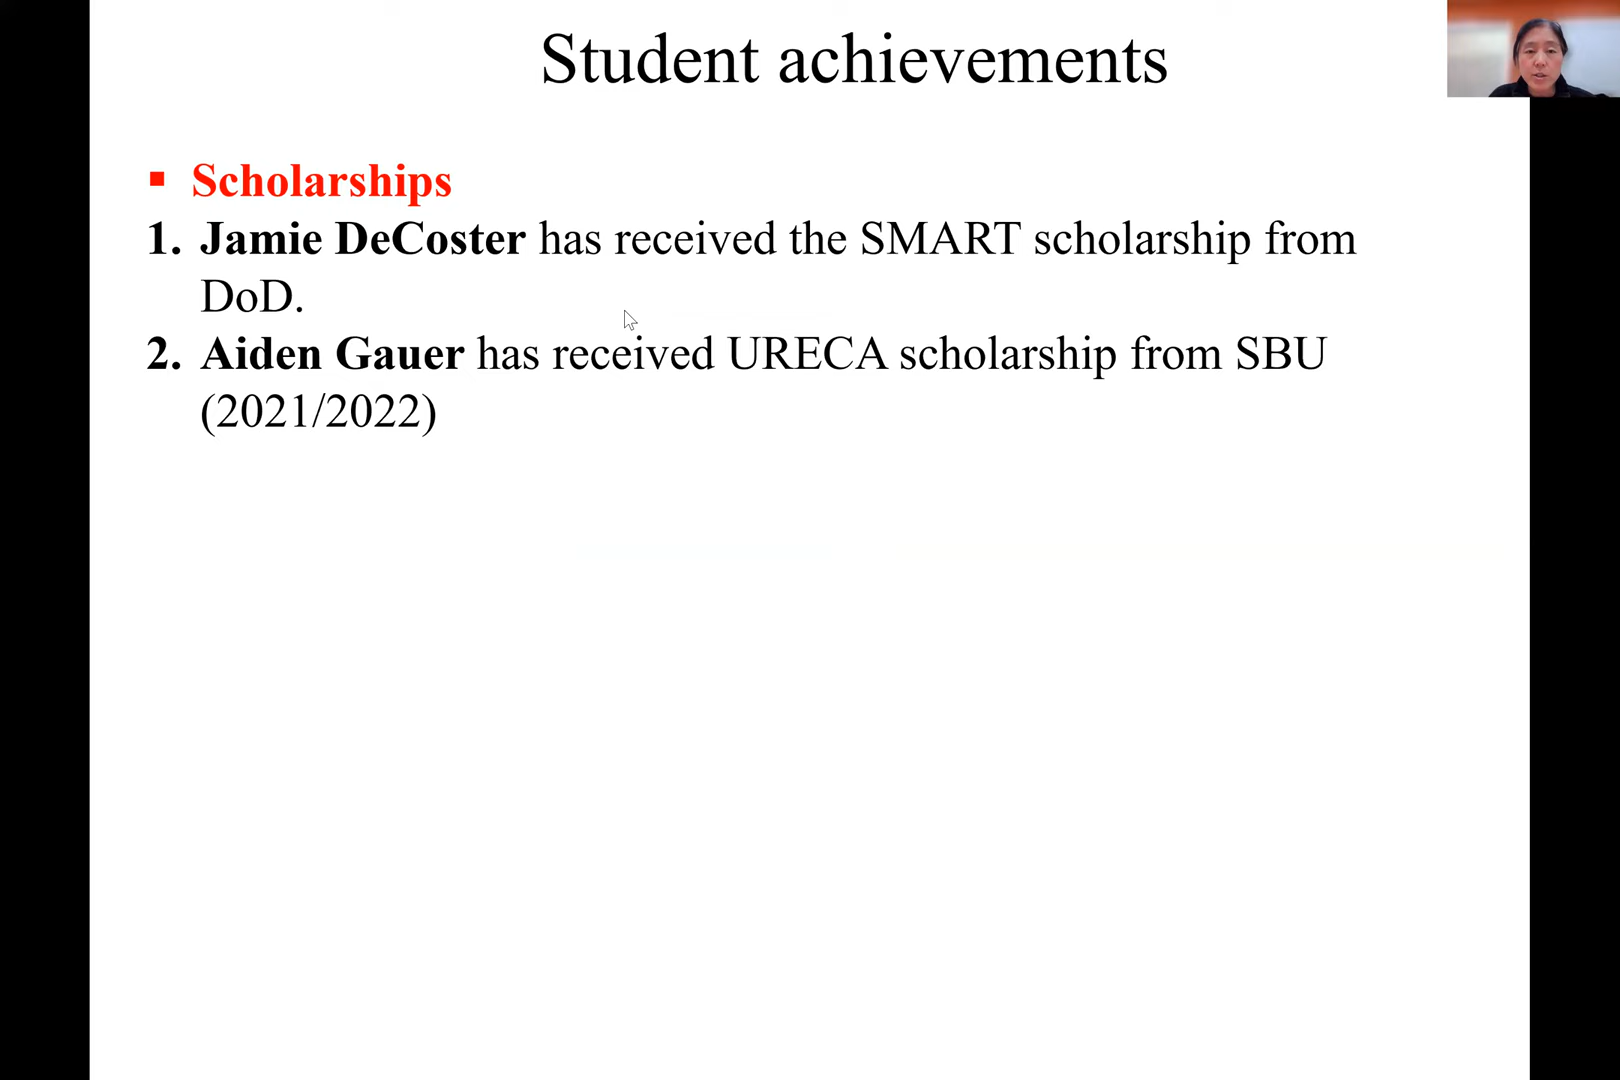 Student achievements
▪ Scholarships
1. Jamie DeCoster has received the SMART scholarship from
DoD.
2. Aiden Gauer has received URECA scholarship from SBU
(2021/2022)